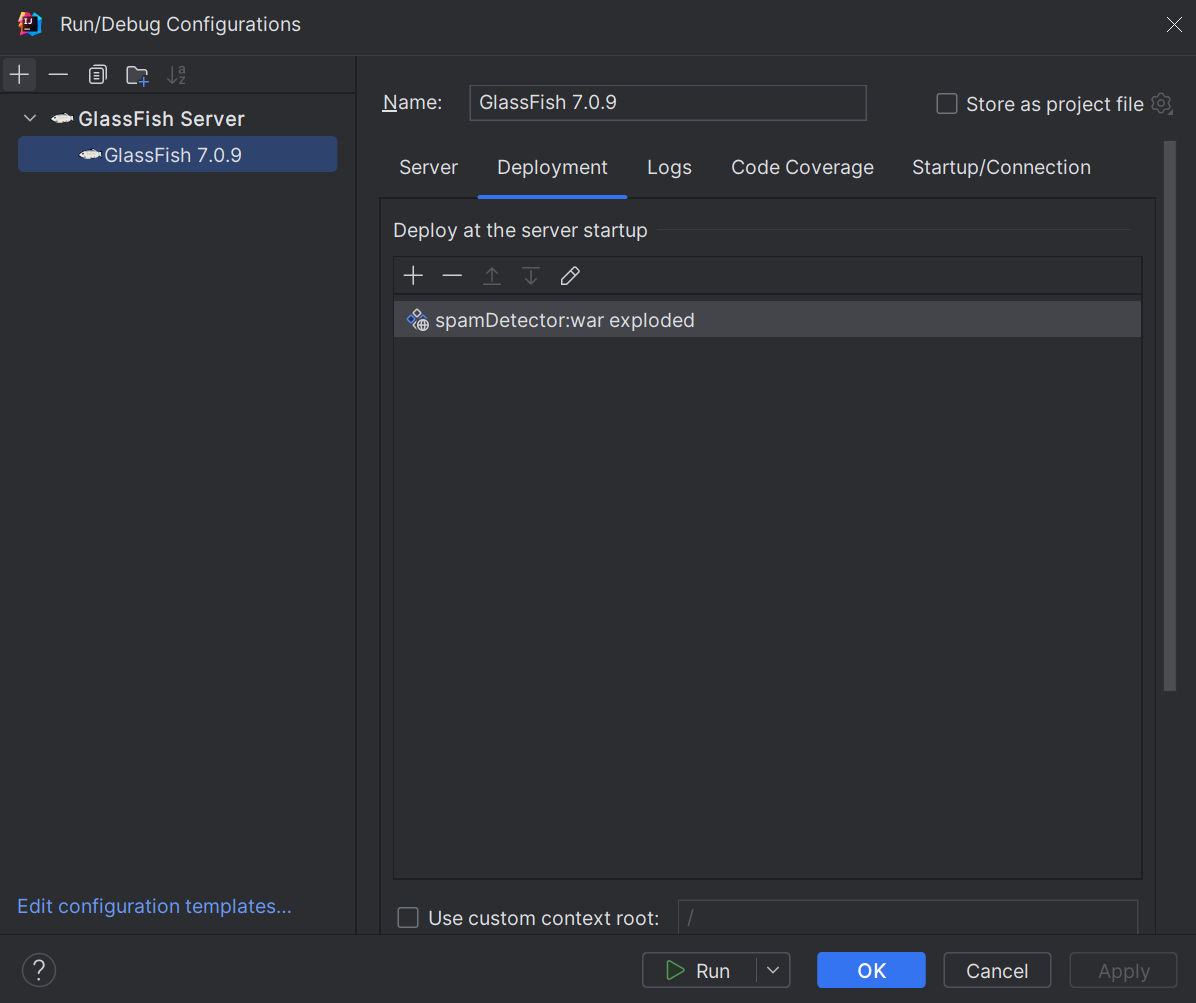 Run/Debug Configurations
GlassFish Server
GlassFish 7.0.9
Edit configuration templates...
Name: GlassFish 7.0.9 Store as project file
Server Deployment Logs Code Coverage Startup/Connection
Deploy at the server startup
spamDetector:war exploded
Use custom context root: /
? Run OK Cancel Apply